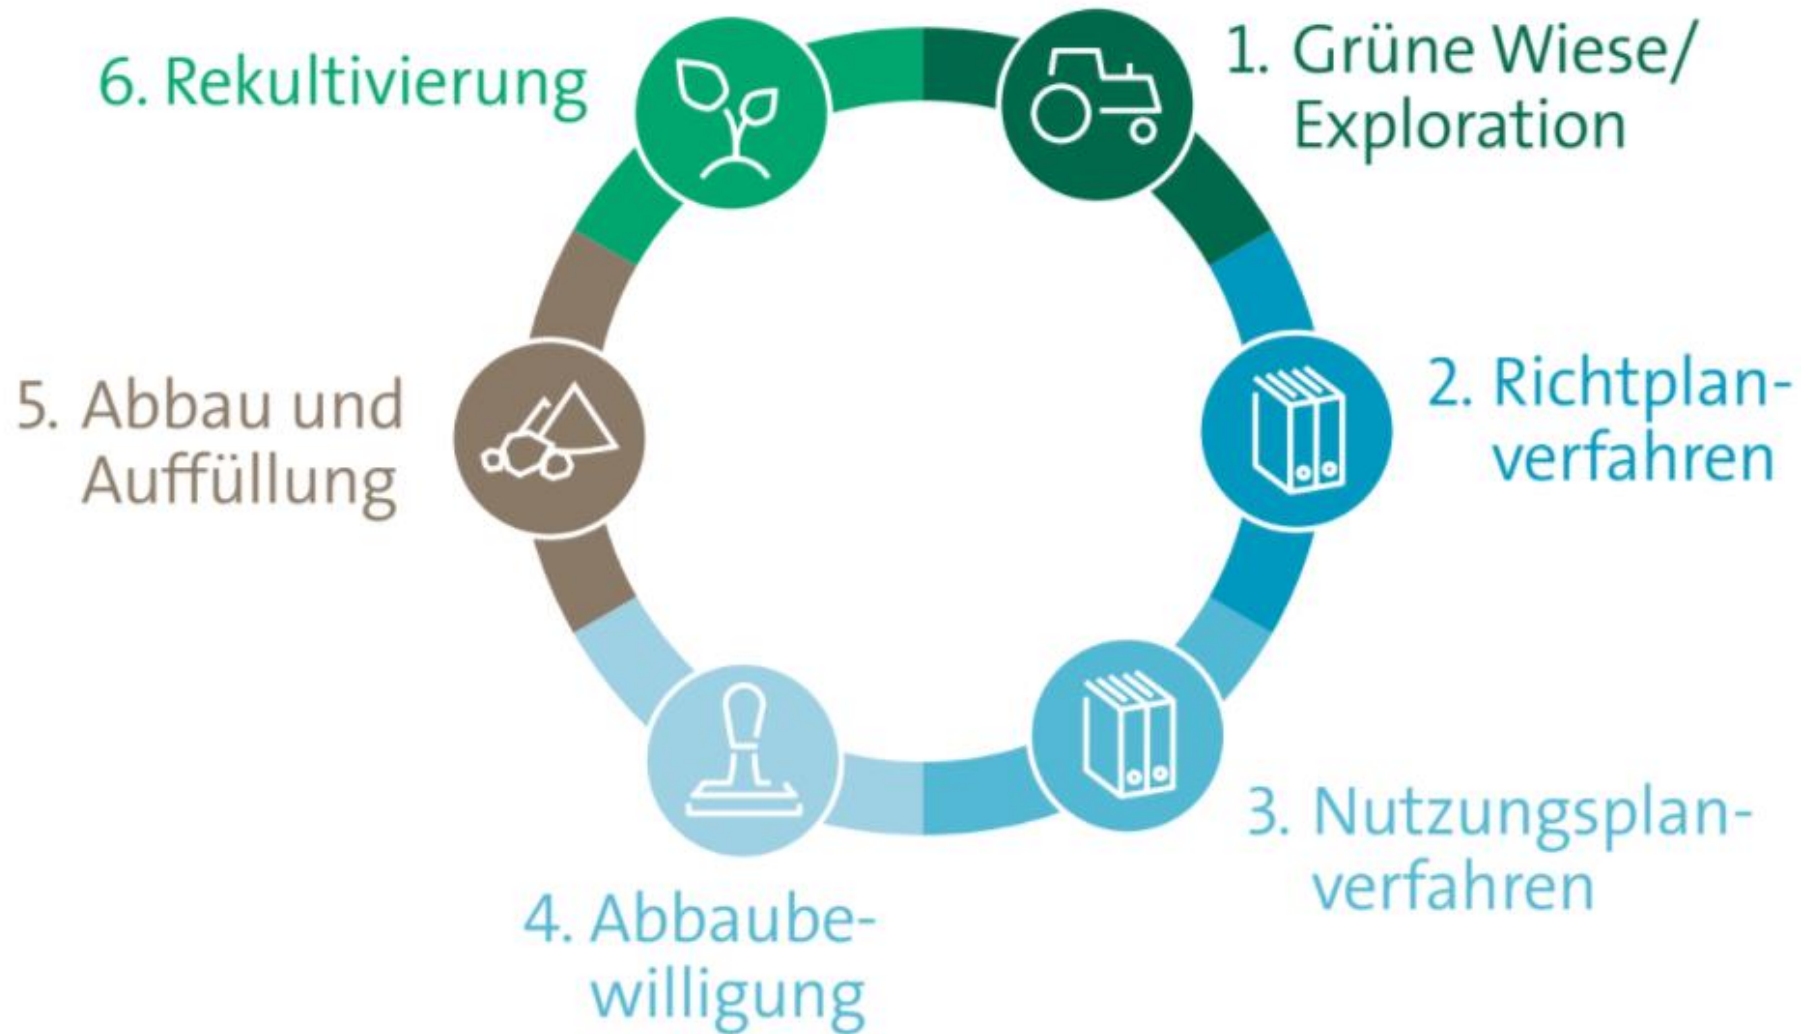 1. Grüne Wiese/
Exploration
2. Richtplan-
verfahren
3. Nutzungsplan-
verfahren
4. Abbaube-
willigung
5. Abbau und
Auffüllung
6. Rekultivierung